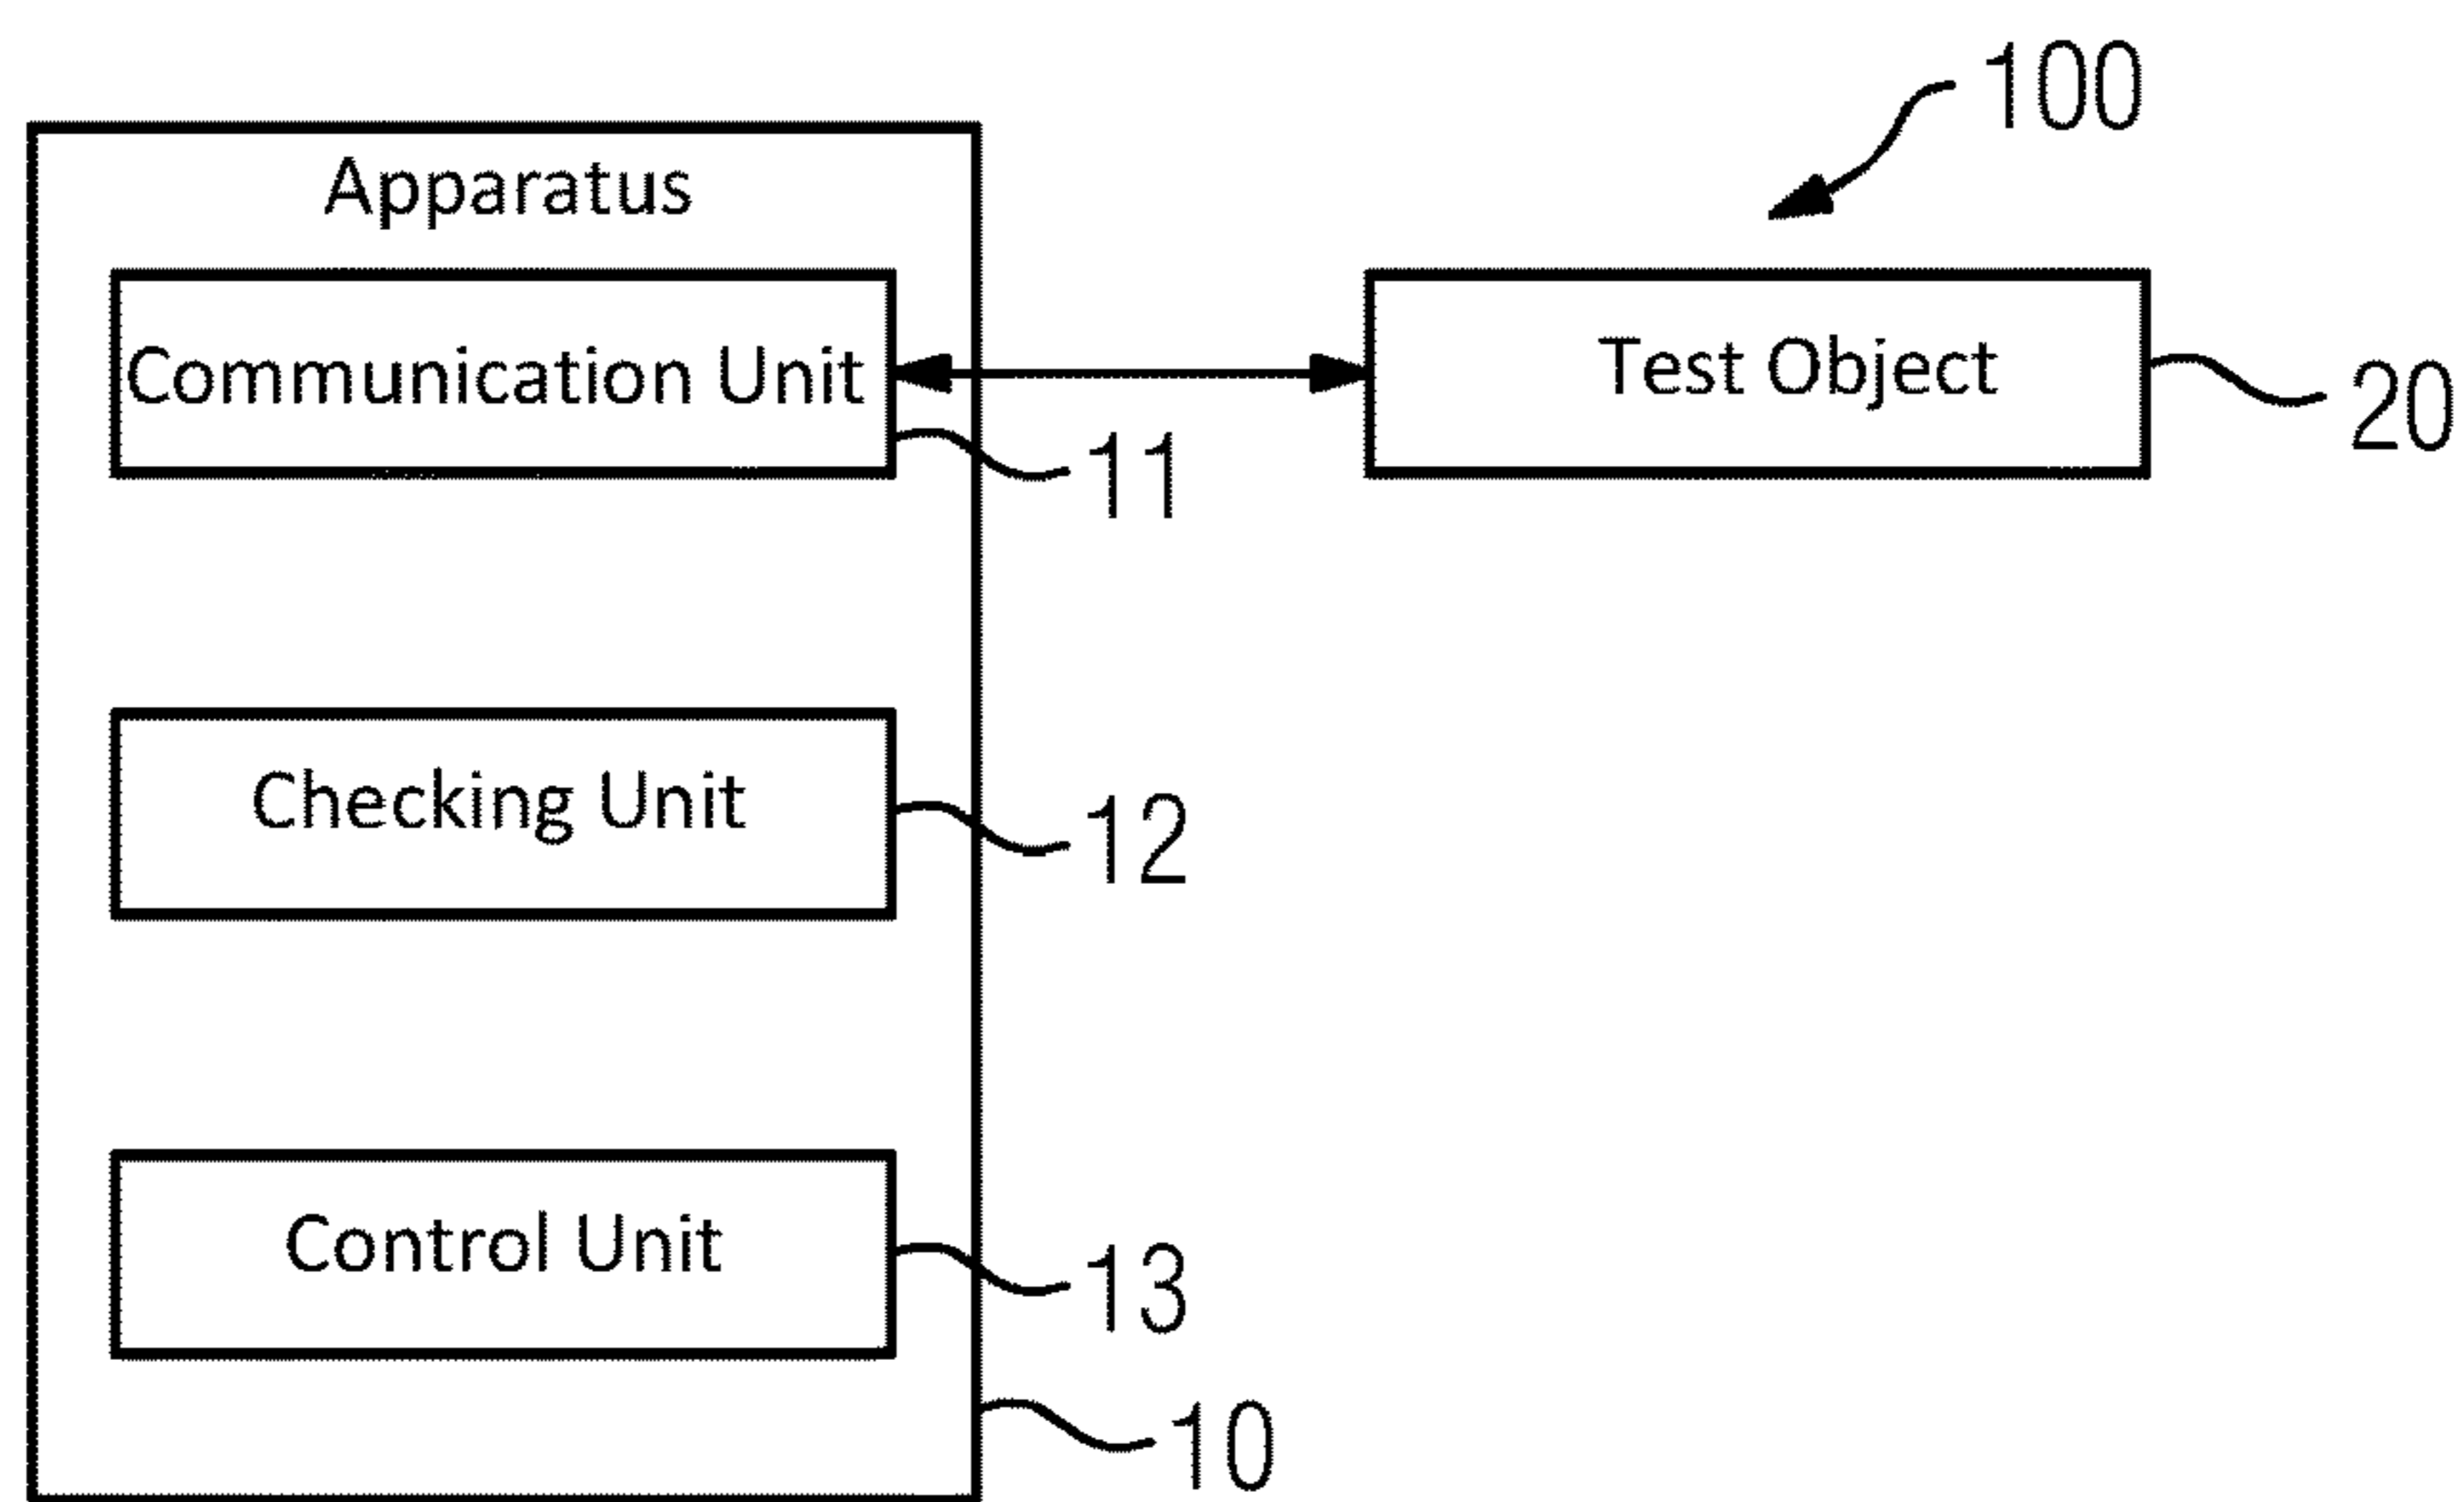 100
Apparatus
Communication Unit
Test Object
20
11
Checking Unit
12
Control Unit
13
10